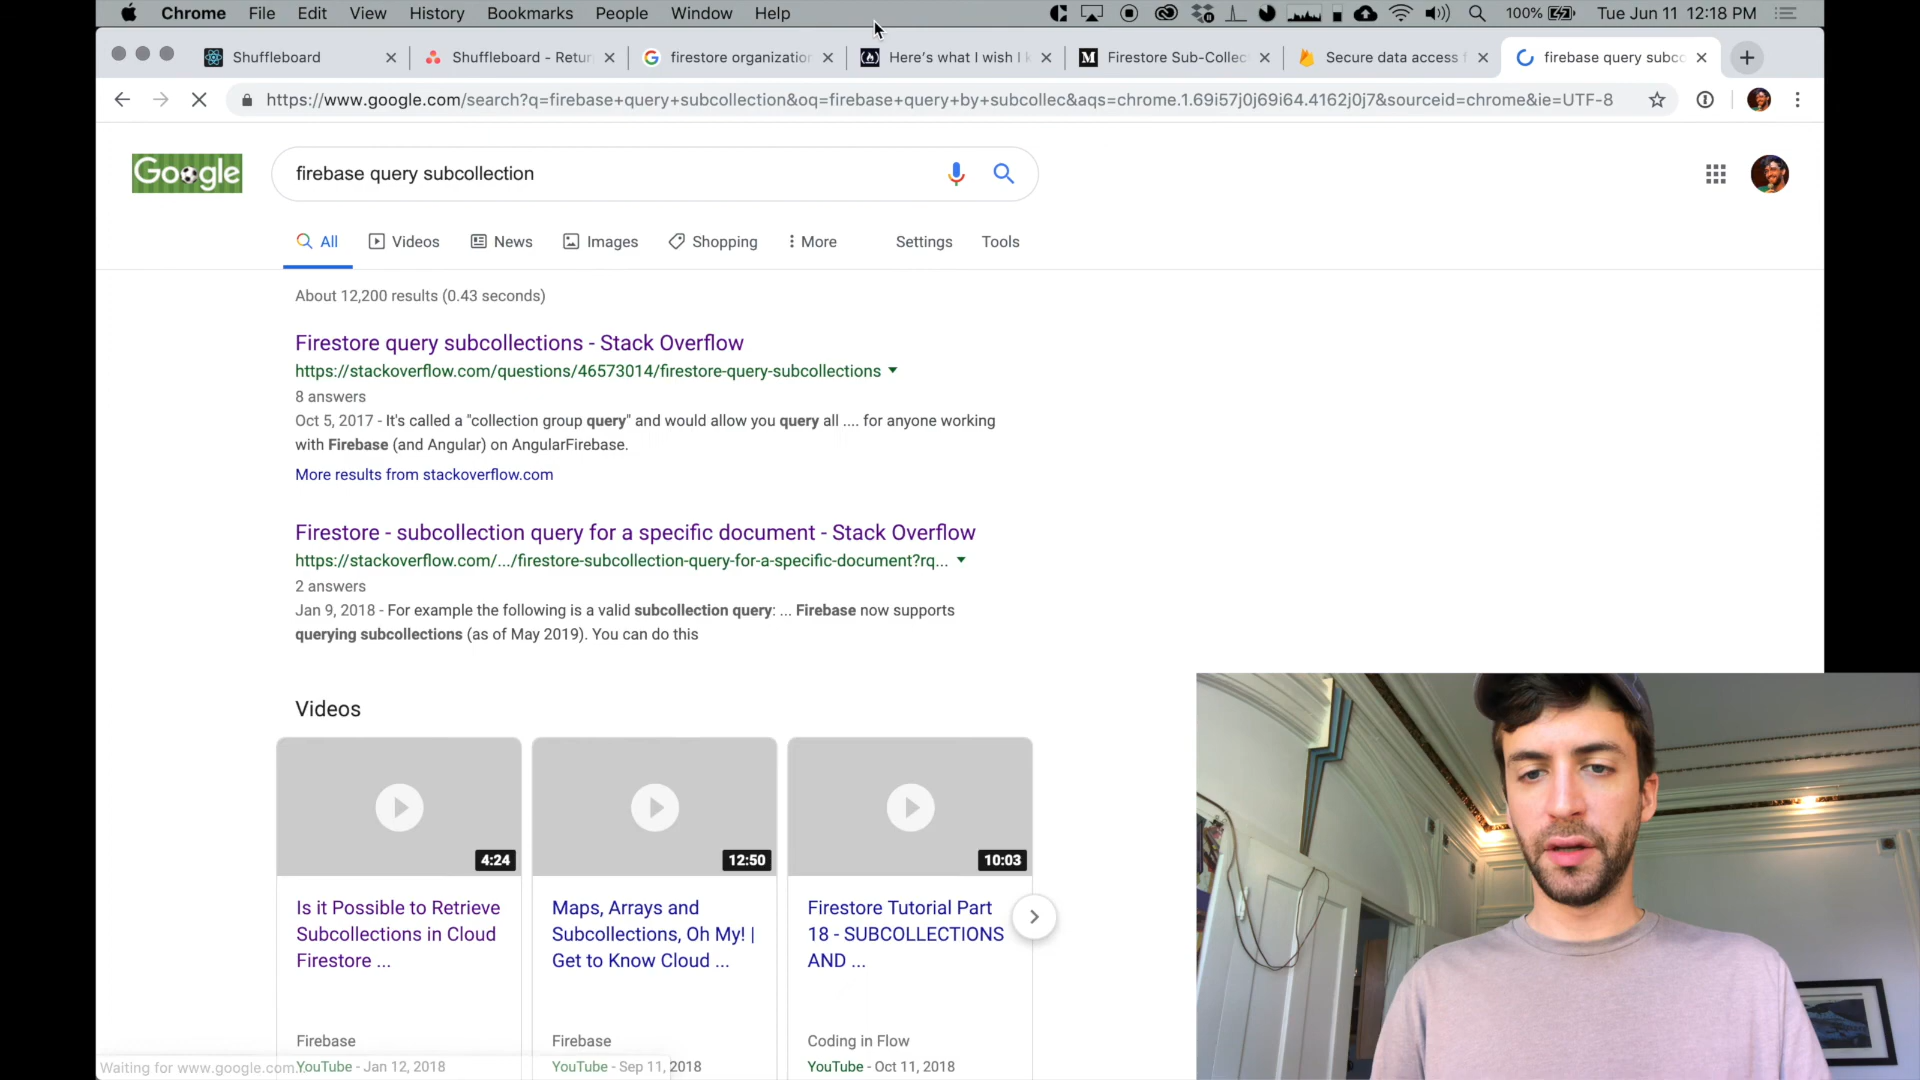 Chrome File Edit View History Bookmarks People Window Help 100% Tue Jun 11 12:18 PM
Shuffleboard
Shuffleboard - Retur
firestore organization
Here's what I wish I k
Firestore Sub-Collec
Secure data access f
firebase query subcc
https://www.google.com/search?q=firebase+query+subcollection&oq=firebase+query+by+subcollec&aqs=chrome.1.69i57j0j69i64.4162j0j7&sourceid=chrome&ie=UTF-8
Google
firebase query subcollection
All Videos News Images Shopping More Settings Tools
About 12,200 results (0.43 seconds)
Firestore query subcollections - Stack Overflow
https://stackoverflow.com/questions/46573014/firestore-query-subcollections
8 answers
Oct 5, 2017 - It's called a "collection group query" and would allow you query all .... for anyone working
with Firebase (and Angular) on AngularFirebase.
More results from stackoverflow.com
Firestore - subcollection query for a specific document - Stack Overflow
https://stackoverflow.com/.../firestore-subcollection-query-for-a-specific-document?rq...
2 answers
Jan 9, 2018 - For example the following is a valid subcollection query: ... Firebase now supports
querying subcollections (as of May 2019). You can do this
Videos
4:24
12:50
10:03
Is it Possible to Retrieve
Subcollections in Cloud
Firestore ...
Maps, Arrays and
Subcollections, Oh My! |
Get to Know Cloud ...
Firestore Tutorial Part
18 - SUBCOLLECTIONS
AND ...
Firebase
YouTube - Jan 12, 2018
Firebase
YouTube - Sep 11, 2018
Coding in Flow
YouTube - Oct 11, 2018
Waiting for www.google.com...